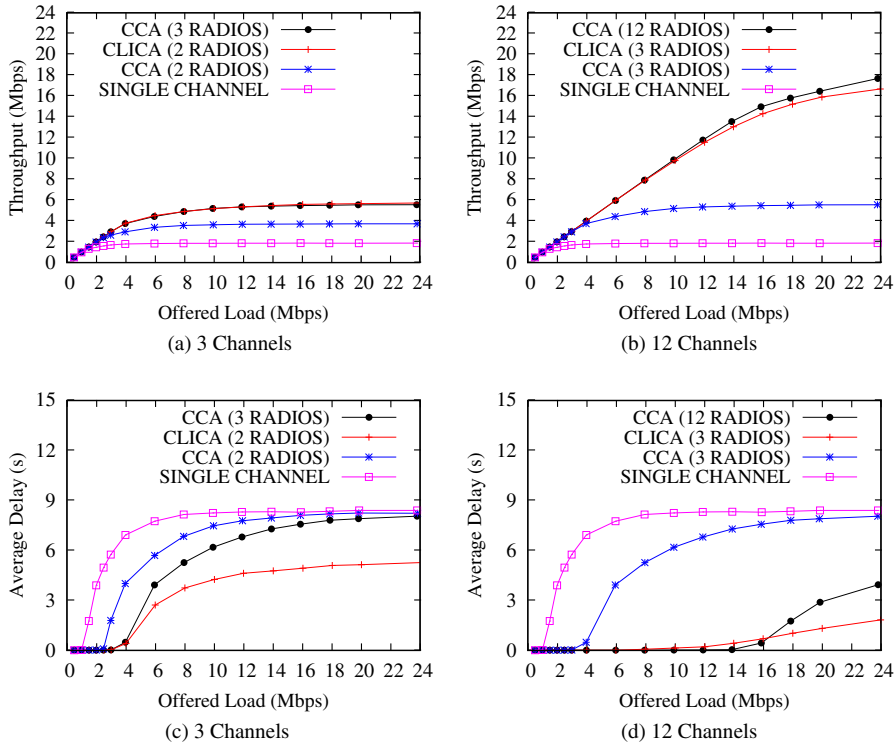 CCA (3 RADIOS)
CLICA (2 RADIOS)
CCA (2 RADIOS)
SINGLE CHANNEL
Throughput (Mbps)
24
22
20
18
16
14
12
10
8
6
4
2
0
0 2 4 6 8 10 12 14 16 18 20 22 24
Offered Load (Mbps)
(a) 3 Channels
CCA (12 RADIOS)
CLICA (3 RADIOS)
CCA (3 RADIOS)
SINGLE CHANNEL
Throughput (Mbps)
24
22
20
18
16
14
12
10
8
6
4
2
0
0 2 4 6 8 10 12 14 16 18 20 22 24
Offered Load (Mbps)
(b) 12 Channels
CCA (3 RADIOS)
CLICA (2 RADIOS)
CCA (2 RADIOS)
SINGLE CHANNEL
Average Delay (s)
15
12
9
6
3
0
0 2 4 6 8 10 12 14 16 18 20 22 24
Offered Load (Mbps)
(c) 3 Channels
CCA (12 RADIOS)
CLICA (3 RADIOS)
CCA (3 RADIOS)
SINGLE CHANNEL
Average Delay (s)
15
12
9
6
3
0
0 2 4 6 8 10 12 14 16 18 20 22 24
Offered Load (Mbps)
(d) 12 Channels